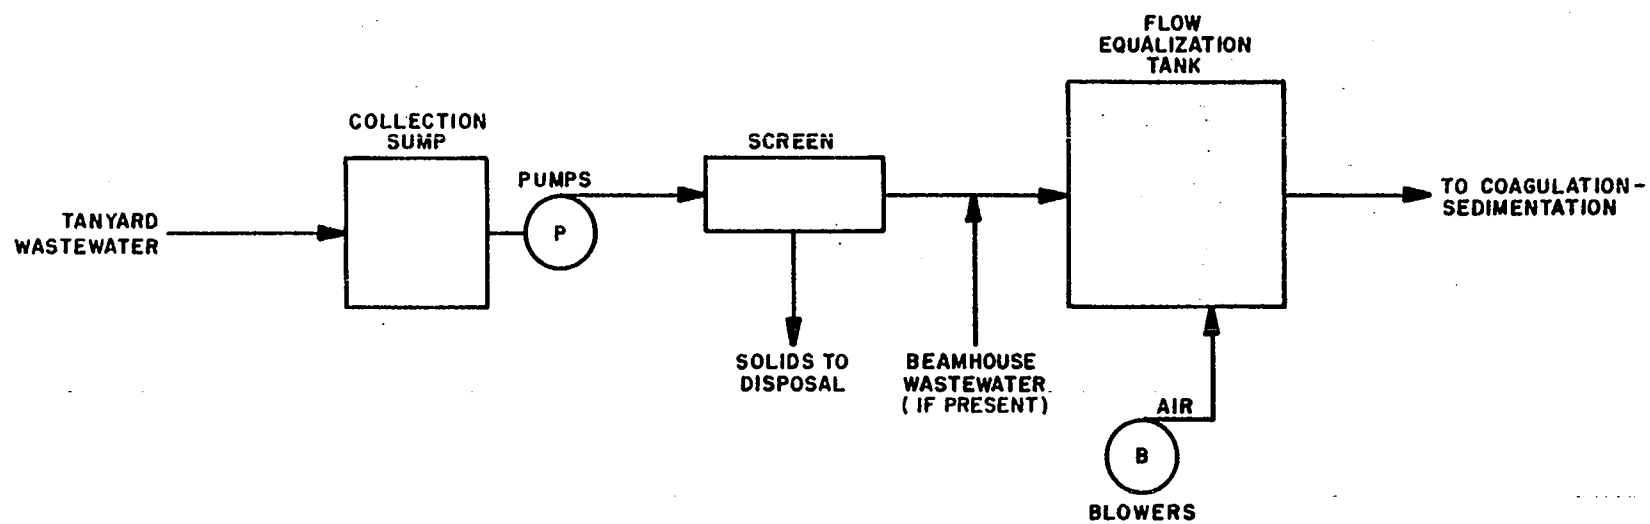 FLOW
EQUALIZATION
TANK
COLLECTION
SUMP
SCREEN
PUMPS
P
TANYARD
WASTEWATER
TO COAGULATION-
SEDIMENTATION
SOLIDS TO
DISPOSAL
BEAMHOUSE
WASTEWATER
(IF PRESENT)
AIR
B
BLOWERS